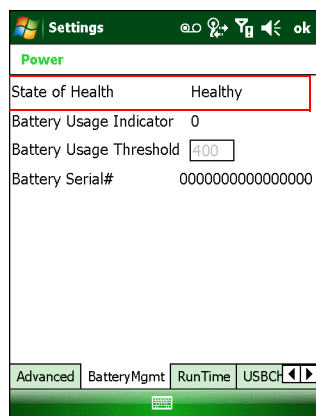 Settings ok
Power
State of Health Healthy
Battery Usage Indicator 0
Battery Usage Threshold 400
Battery Serial# 0000000000000000
Advanced BatteryMgmt RunTime USBCH